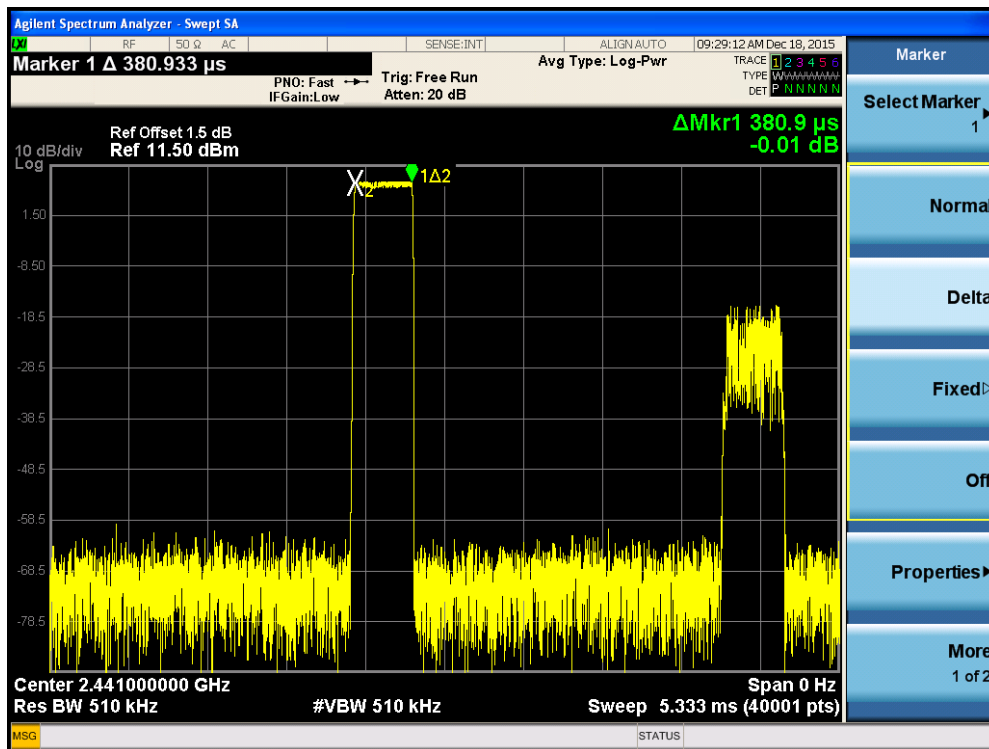 Agilent Spectrum Analyzer - Swept SA
LXI RF 50 Ω AC SENSE:INT ALIGN AUTO 09:29:12 AM Dec 18, 2015
Marker 1 Δ 380.933 µs
PNO: Fast
IFGain:Low
Trig: Free Run
Atten: 20 dB
Avg Type: Log-Pwr
TRACE 1 2 3 4 5 6
TYPE WWWWWW
DET P N N N N N
Ref Offset 1.5 dB
10 dB/div Ref 11.50 dBm
Log
ΔMkr1 380.9 µs
-0.01 dB
X2
1Δ2
1.50
-8.50
-18.5
-28.5
-38.5
-48.5
-58.5
-68.5
-78.5
Center 2.441000000 GHz Span 0 Hz
Res BW 510 kHz #VBW 510 kHz Sweep 5.333 ms (40001 pts)
MSG STATUS
Marker
Select Marker
1
Normal
Delta
Fixed
Off
Properties
More
1 of 2